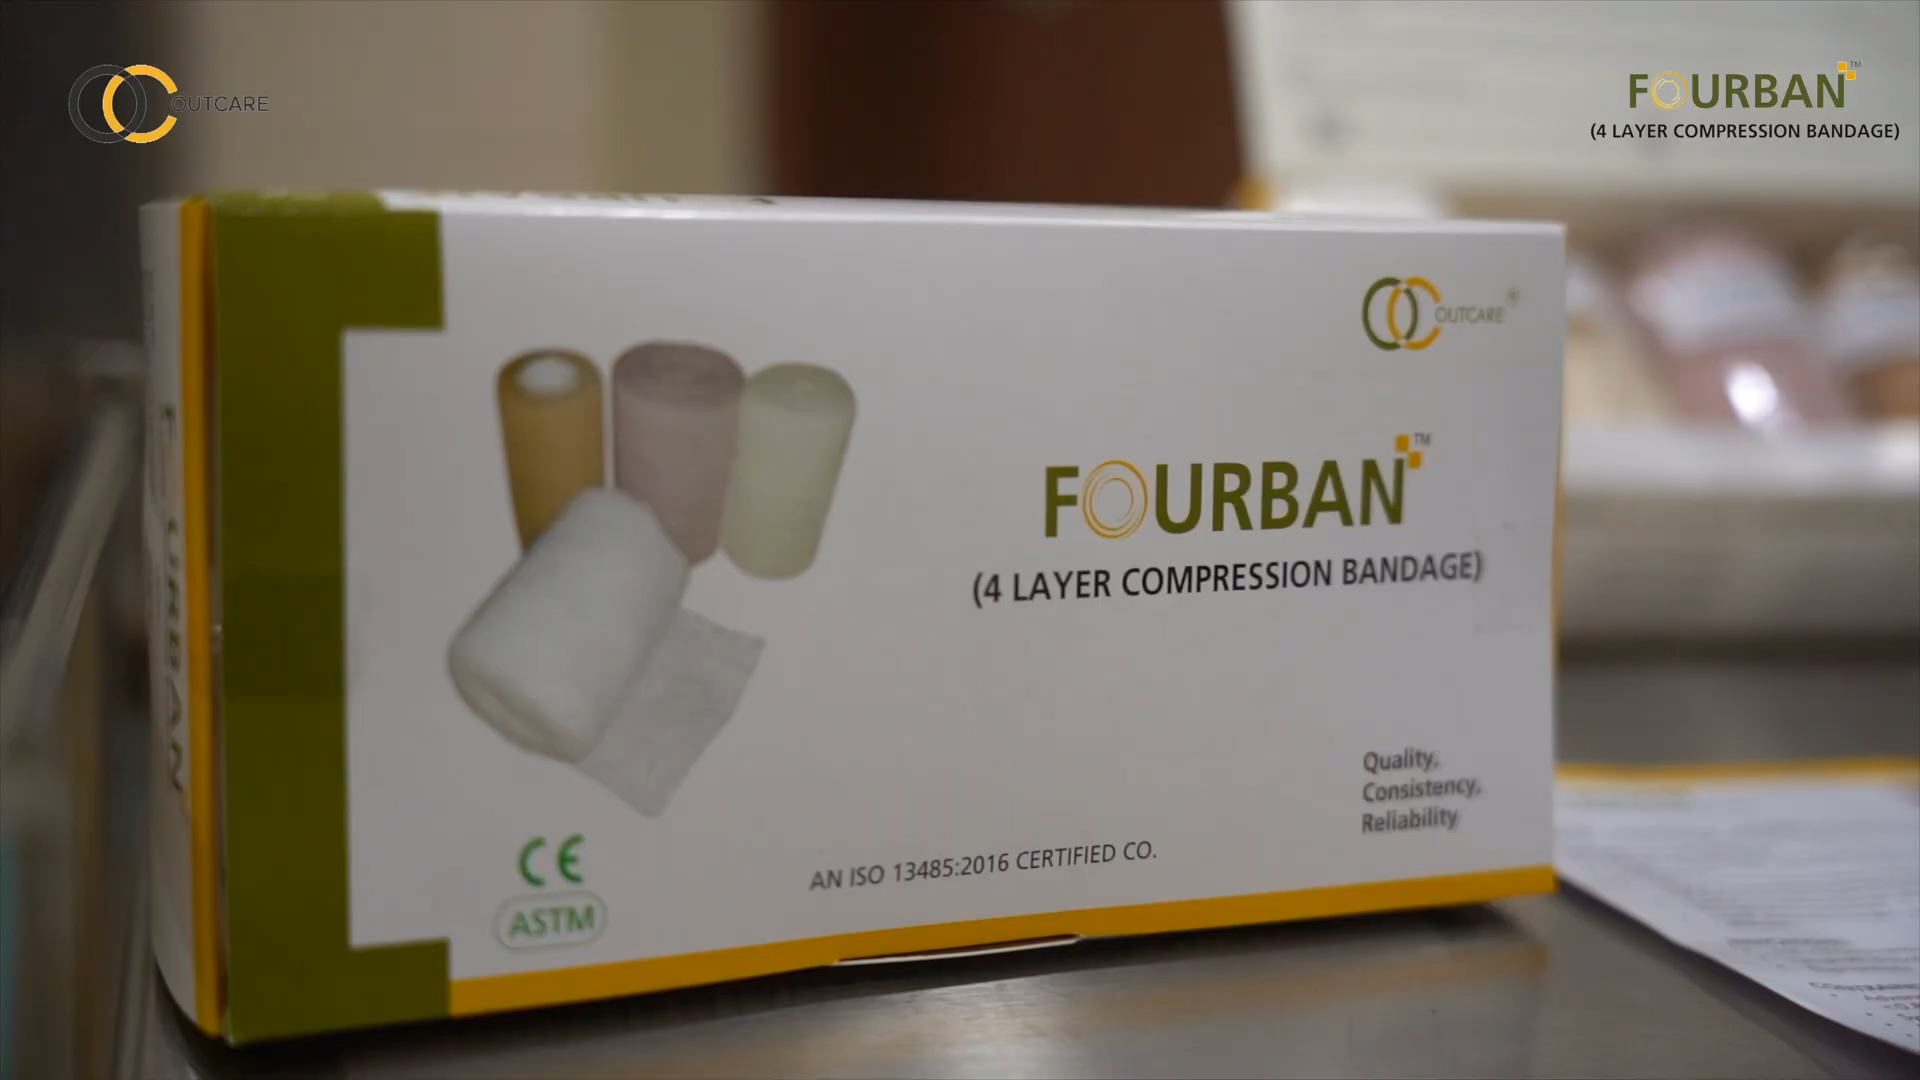 OUTCARE
FOURBAN™
(4 LAYER COMPRESSION BANDAGE)
OUTCARE®
FOURBAN™
(4 LAYER COMPRESSION BANDAGE)
Quality,
Consistency,
Reliability
AN ISO 13485:2016 CERTIFIED CO.
CE
ASTM
FOURBAN